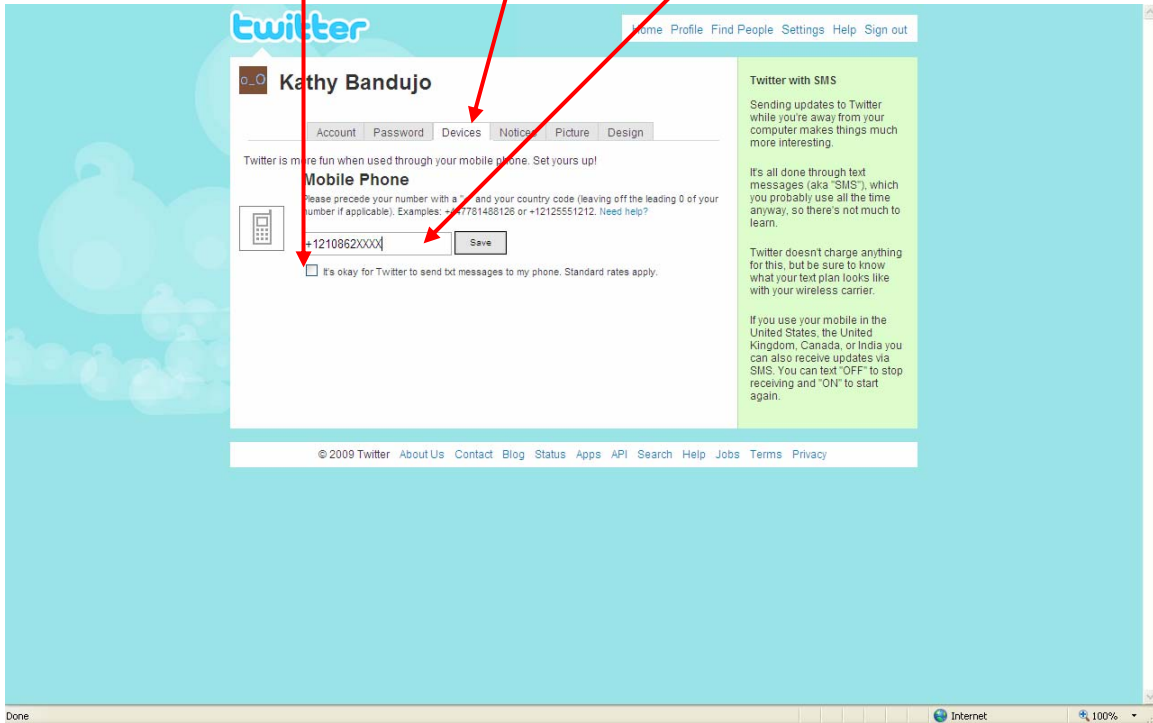 twitter
Home Profile Find People Settings Help Sign out
o_O Kathy Bandujo
Account Password Devices Notices Picture Design
Twitter is more fun when used through your mobile phone. Set yours up!
Mobile Phone
Please precede your number with a "+" and your country code (leaving off the leading 0 of your
number if applicable). Examples: +447781488126 or +12125551212. Need help?
+1210862XXXX Save
It's okay for Twitter to send txt messages to my phone. Standard rates apply.
Twitter with SMS
Sending updates to Twitter
while you're away from your
computer makes things much
more interesting.
It's all done through text
messages (aka "SMS"), which
you probably use all the time
anyway, so there's not much to
learn.
Twitter doesn't charge anything
for this, but be sure to know
what your text plan looks like
with your wireless carrier.
If you use your mobile in the
United States, the United
Kingdom, Canada, or India you
can also receive updates via
SMS. You can text "OFF" to stop
receiving and "ON" to start
again.
© 2009 Twitter About Us Contact Blog Status Apps API Search Help Jobs Terms Privacy
Done Internet 100%